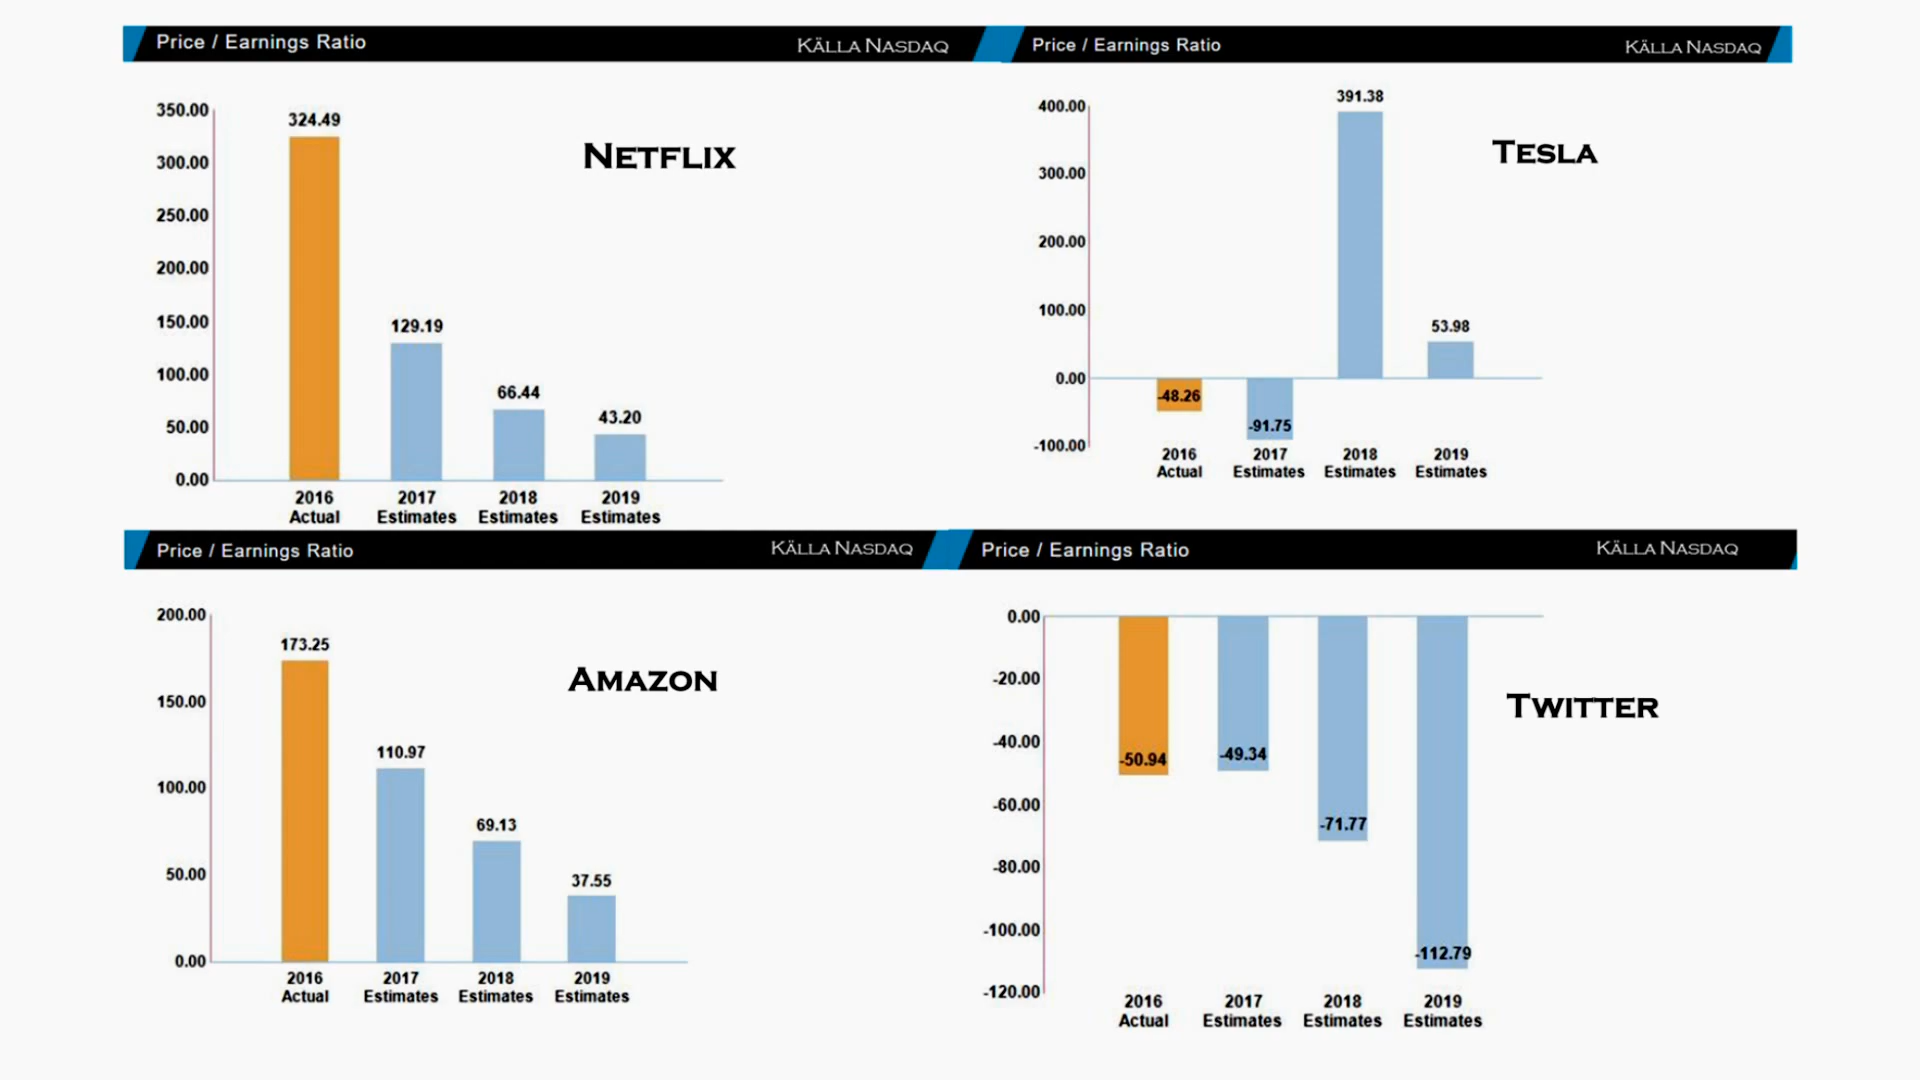 Price / Earnings Ratio
KÄLLA NASDAQ
350.00
300.00
250.00
200.00
150.00
100.00
50.00
0.00
324.49
129.19
66.44
43.20
NETFLIX
2016 2017 2018 2019
Actual Estimates Estimates Estimates
Price / Earnings Ratio
KÄLLA NASDAQ
400.00
300.00
200.00
100.00
0.00
-100.00
391.38
53.98
-48.26
-91.75
TESLA
2016 2017 2018 2019
Actual Estimates Estimates Estimates
Price / Earnings Ratio
KÄLLA NASDAQ
200.00
150.00
100.00
50.00
0.00
173.25
110.97
69.13
37.55
AMAZON
2016 2017 2018 2019
Actual Estimates Estimates Estimates
Price / Earnings Ratio
KÄLLA NASDAQ
0.00
-20.00
-40.00
-60.00
-80.00
-100.00
-120.00
-50.94
-49.34
-71.77
-112.79
TWITTER
2016 2017 2018 2019
Actual Estimates Estimates Estimates